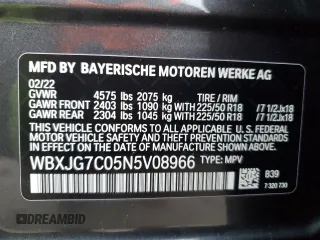 MFD BY BAYERISCHE MOTOREN WERKE AG
02/22
GVWR 4575 lbs 2075 kg TIRE / RIM
GAWR FRONT 2403 lbs 1090 kg WITH 225/50 R18 / 7 1/2Jx18
GAWR REAR 2304 lbs 1045 kg WITH 225/50 R18 / 7 1/2Jx18
THIS VEHICLE CONFORMS TO ALL APPLICABLE U.S.
FEDERAL MOTOR VEHICLE SAFETY STANDARDS
IN EFFECT ON THE DATE OF MANUFACTURE SHOWN ABOVE.
WBXJG7C05N5V08966 TYPE: MPV
839
7 320 730
DREAMBID